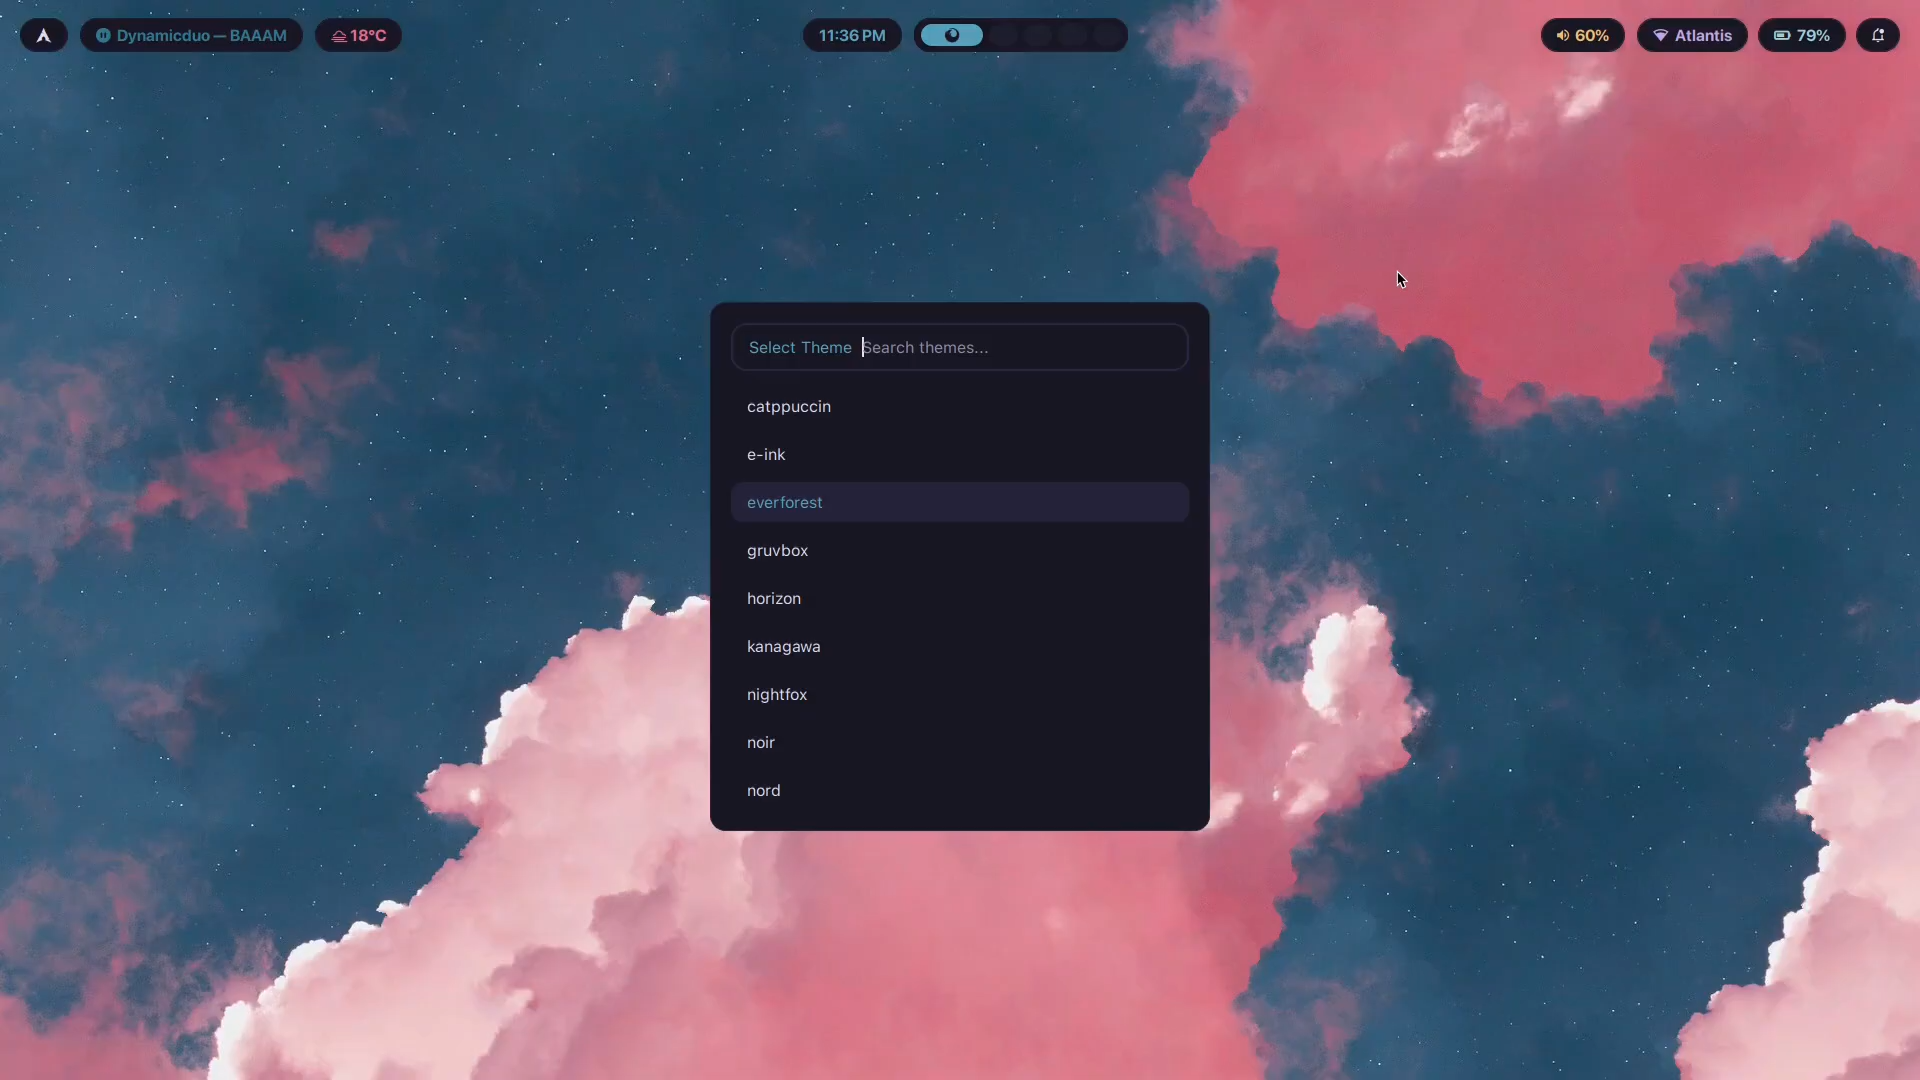 Dynamicduo — BAAAM
18°C
11:36 PM
60%
Atlantis
79%
Select Theme Search themes...
catppuccin
e-ink
everforest
gruvbox
horizon
kanagawa
nightfox
noir
nord